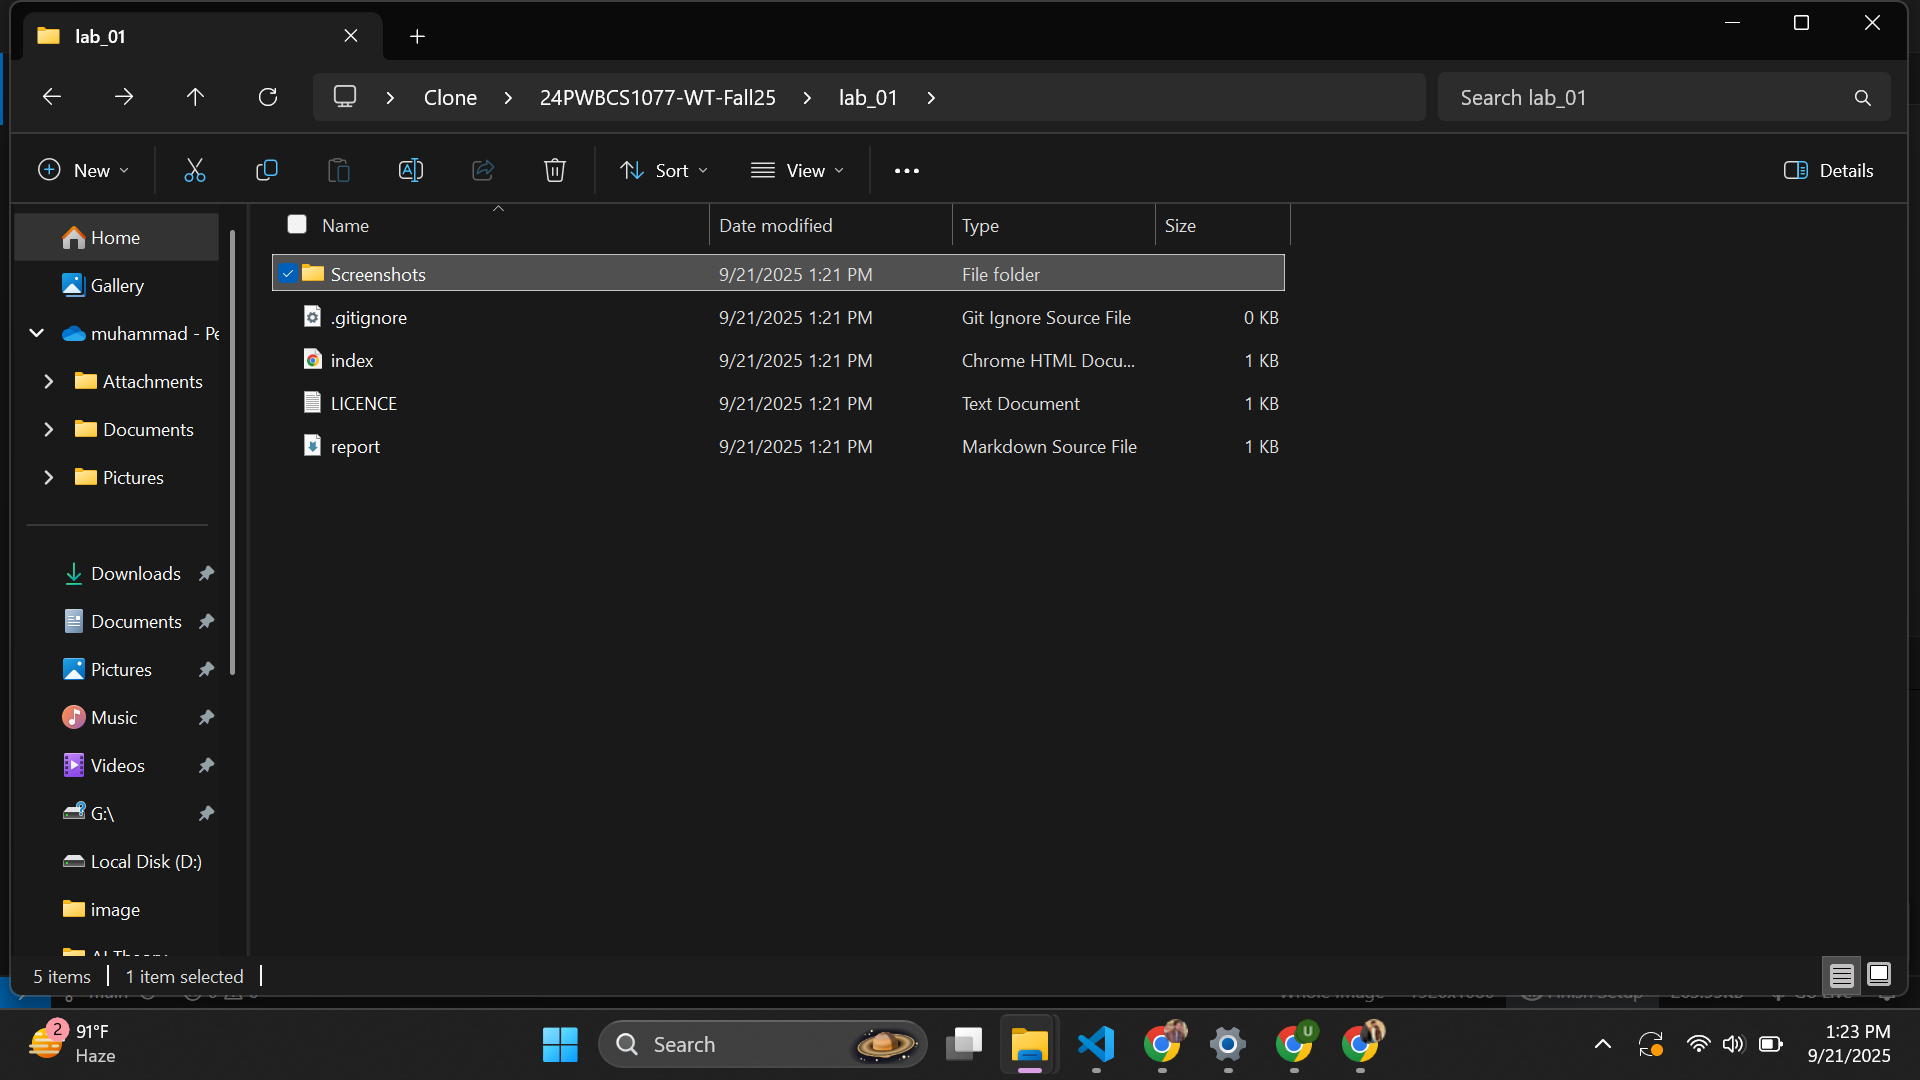 lab_01
Clone
24PWBCS1077-WT-Fall25
lab_01
Search lab_01
New
Sort
View
Details
Name
Date modified
Type
Size
Screenshots
9/21/2025 1:21 PM
File folder
.gitignore
9/21/2025 1:21 PM
Git Ignore Source File
0 KB
index
9/21/2025 1:21 PM
Chrome HTML Docu...
1 KB
LICENCE
9/21/2025 1:21 PM
Text Document
1 KB
report
9/21/2025 1:21 PM
Markdown Source File
1 KB
Home
Gallery
muhammad - Pe
Attachments
Documents
Pictures
Downloads
Documents
Pictures
Music
Videos
G:\
Local Disk (D:)
image
5 items
1 item selected
2
91°F
Haze
Search
U
1:23 PM
9/21/2025